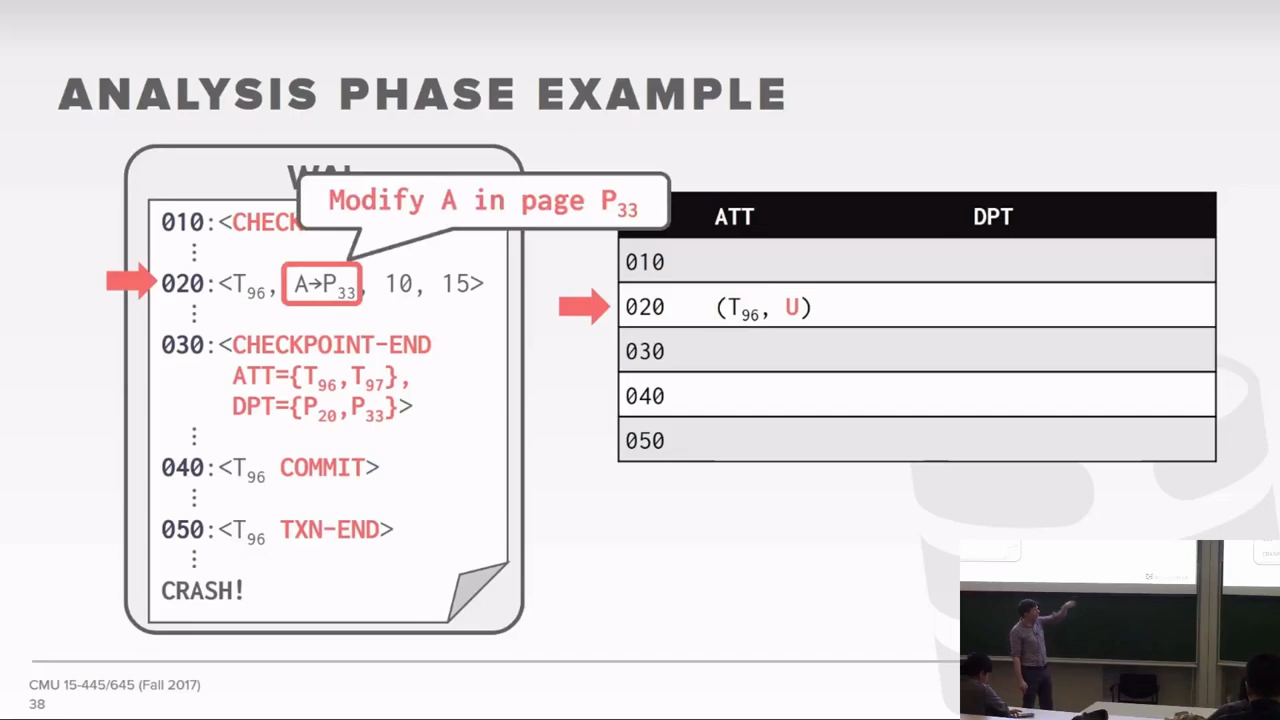 ANALYSIS PHASE EXAMPLE
Modify A in page P33
010:<CHECK
020:<T96, A→P33, 10, 15>
030:<CHECKPOINT-END
ATT={T96,T97},
DPT={P20,P33}>
040:<T96 COMMIT>
050:<T96 TXN-END>
CRASH!
ATT DPT
010
020 (T96, U)
030
040
050
CMU 15-445/645 (Fall 2017)
38